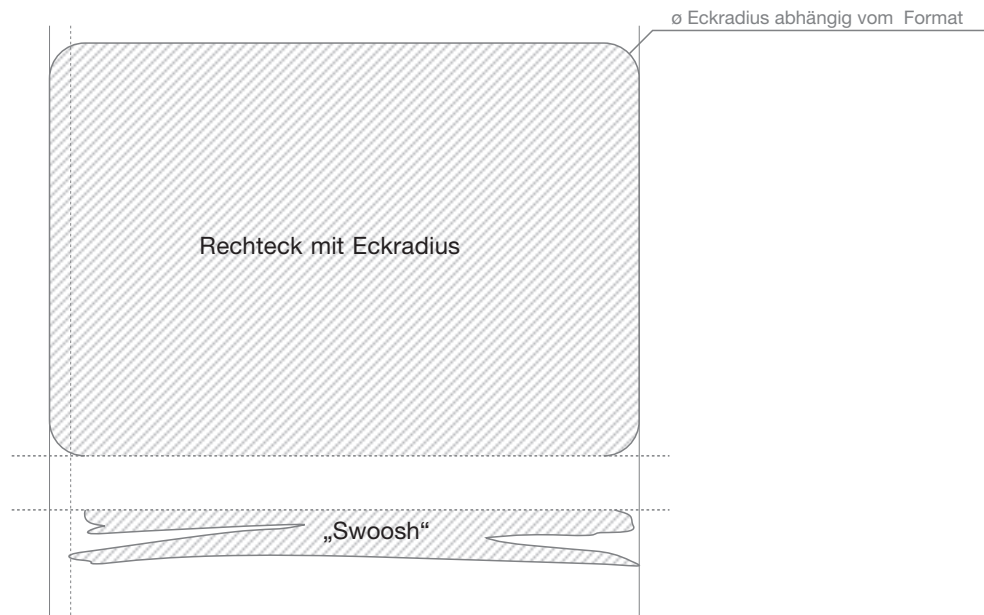 ø Eckradius abhängig vom Format
Rechteck mit Eckradius
„Swoosh“